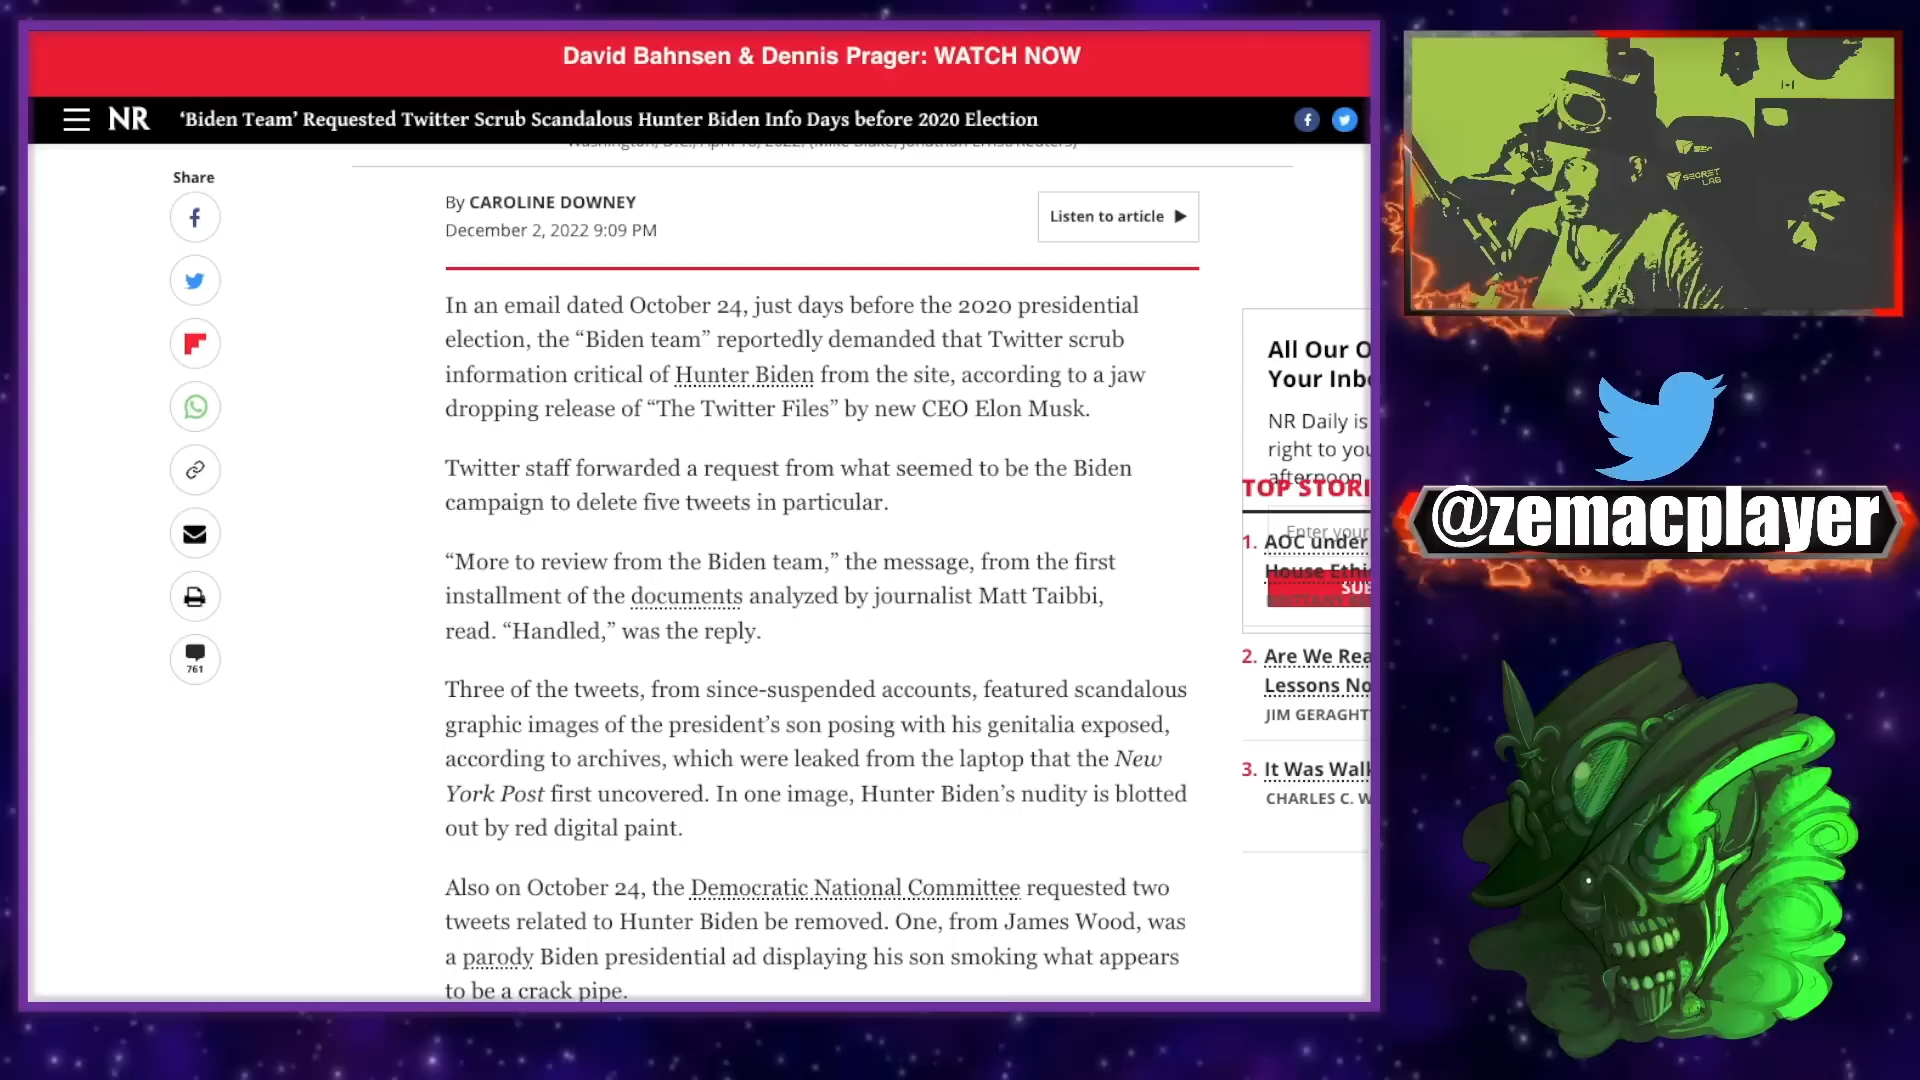 David Bahnsen & Dennis Prager: WATCH NOW
NR
‘Biden Team’ Requested Twitter Scrub Scandalous Hunter Biden Info Days before 2020 Election
Share
By CAROLINE DOWNEY
December 2, 2022 9:09 PM
Listen to article
In an email dated October 24, just days before the 2020 presidential
election, the “Biden team” reportedly demanded that Twitter scrub
information critical of Hunter Biden from the site, according to a jaw
dropping release of “The Twitter Files” by new CEO Elon Musk.
Twitter staff forwarded a request from what seemed to be the Biden
campaign to delete five tweets in particular.
“More to review from the Biden team,” the message, from the first
installment of the documents analyzed by journalist Matt Taibbi,
read. “Handled,” was the reply.
Three of the tweets, from since-suspended accounts, featured scandalous
graphic images of the president’s son posing with his genitalia exposed,
according to archives, which were leaked from the laptop that the New
York Post first uncovered. In one image, Hunter Biden’s nudity is blotted
out by red digital paint.
Also on October 24, the Democratic National Committee requested two
tweets related to Hunter Biden be removed. One, from James Wood, was
a parody Biden presidential ad displaying his son smoking what appears
to be a crack pipe.
761
All Our O
Your Inb
NR Daily is
right to you
afternoon
TOP STORI
Enter your
1. AOC under
House Ethi
SUB
2. Are We Rea
Lessons No
JIM GERAGHT
3. It Was Walk
CHARLES C. W
SECRET
LAB
@zemacplayer